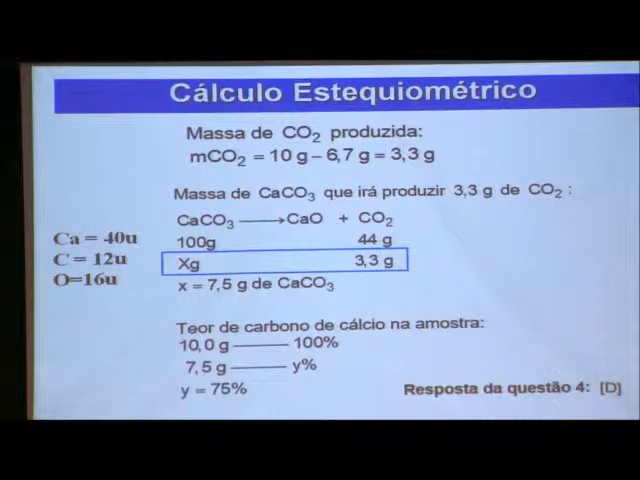 Cálculo Estequiométrico
Massa de CO₂ produzida:
mCO₂ = 10 g – 6,7 g = 3,3 g
Massa de CaCO₃ que irá produzir 3,3 g de CO₂ :
CaCO₃ ⟶ CaO + CO₂
100g 44 g
Xg 3,3 g
x = 7,5 g de CaCO₃
Ca = 40u
C = 12u
O=16u
Teor de carbono de cálcio na amostra:
10,0 g ——— 100%
7,5 g ——— y%
y = 75%
Resposta da questão 4: [D]